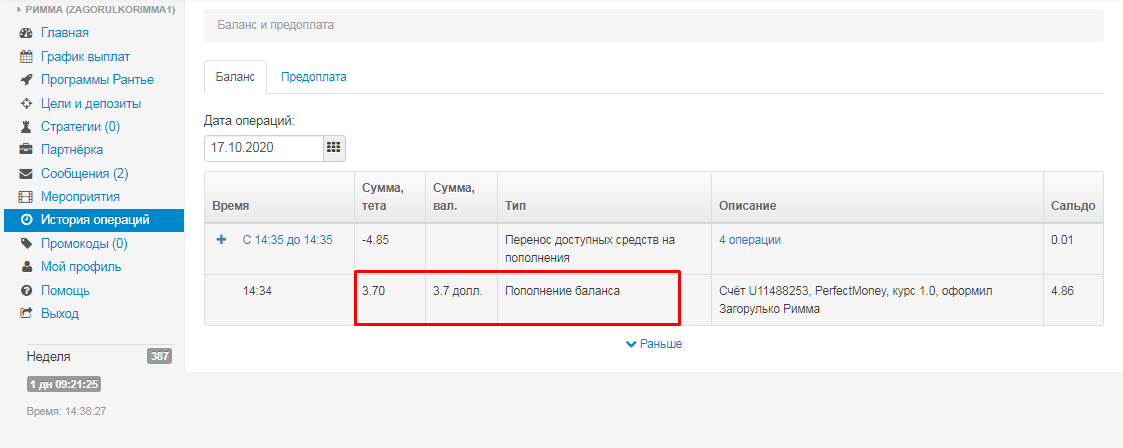 РИММА (ZAGORULKORIMMA1)
Главная
График выплат
Программы Рантье
Цели и депозиты
Стратегии (0)
Партнёрка
Сообщения (2)
Мероприятия
История операций
Промокоды (0)
Мой профиль
Помощь
Выход
Неделя 387
1 дн 09:21:25
Время: 14:38:27
Баланс и предоплата
Баланс Предоплата
Дата операций:
17.10.2020
Время Сумма, тета Сумма, вал. Тип Описание Сальдо
С 14:35 до 14:35 -4.85 Перенос доступных средств на пополнения 4 операции 0.01
14:34 3.70 3.7 долл. Пополнение баланса Счёт U11488253, PerfectMoney, курс 1.0, оформил Загорулько Римма 4.86
Раньше